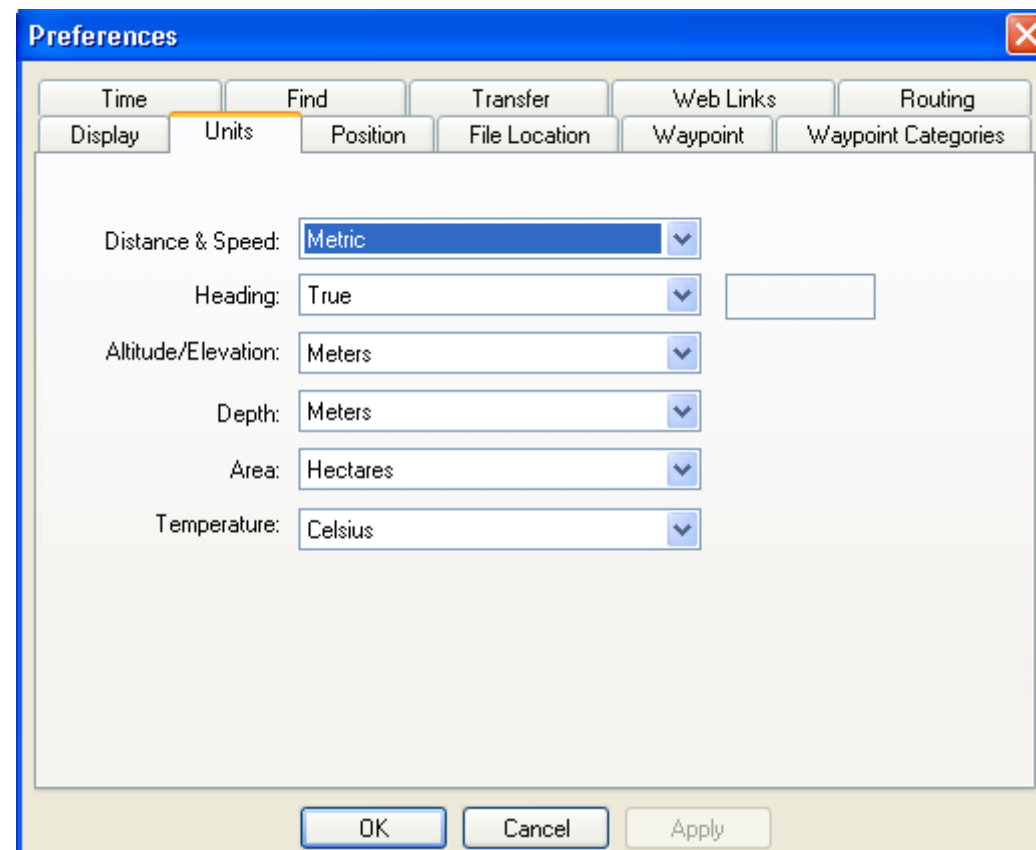 Preferences
Time Find Transfer Web Links Routing
Display Units Position File Location Waypoint Waypoint Categories
Distance & Speed: Metric
Heading: True
Altitude/Elevation: Meters
Depth: Meters
Area: Hectares
Temperature: Celsius
OK Cancel Apply